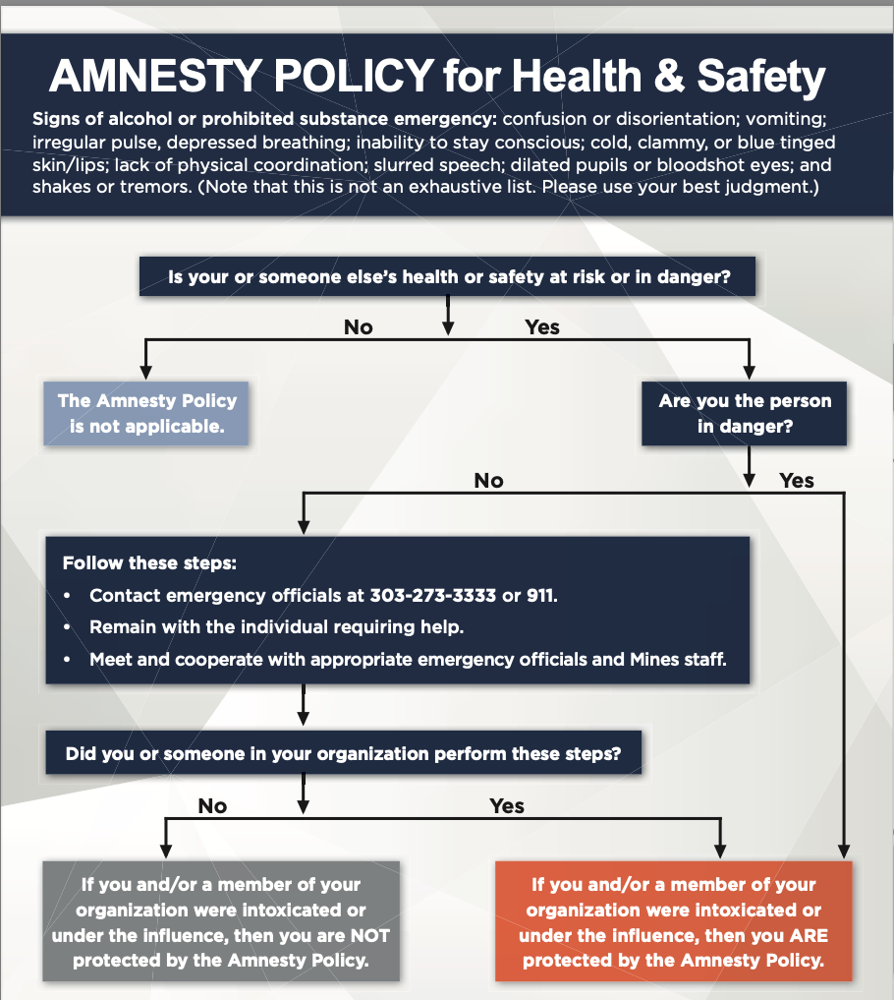 AMNESTY POLICY for Health & Safety
Signs of alcohol or prohibited substance emergency: confusion or disorientation; vomiting;
irregular pulse, depressed breathing; inability to stay conscious; cold, clammy, or blue tinged
skin/lips; lack of physical coordination; slurred speech; dilated pupils or bloodshot eyes; and
shakes or tremors. (Note that this is not an exhaustive list. Please use your best judgment.)
Is your or someone else’s health or safety at risk or in danger?
No
Yes
The Amnesty Policy
is not applicable.
Are you the person
in danger?
No
Yes
Follow these steps:
• Contact emergency officials at 303-273-3333 or 911.
• Remain with the individual requiring help.
• Meet and cooperate with appropriate emergency officials and Mines staff.
Did you or someone in your organization perform these steps?
No
Yes
If you and/or a member of your
organization were intoxicated or
under the influence, then you are NOT
protected by the Amnesty Policy.
If you and/or a member of your
organization were intoxicated or
under the influence, then you ARE
protected by the Amnesty Policy.